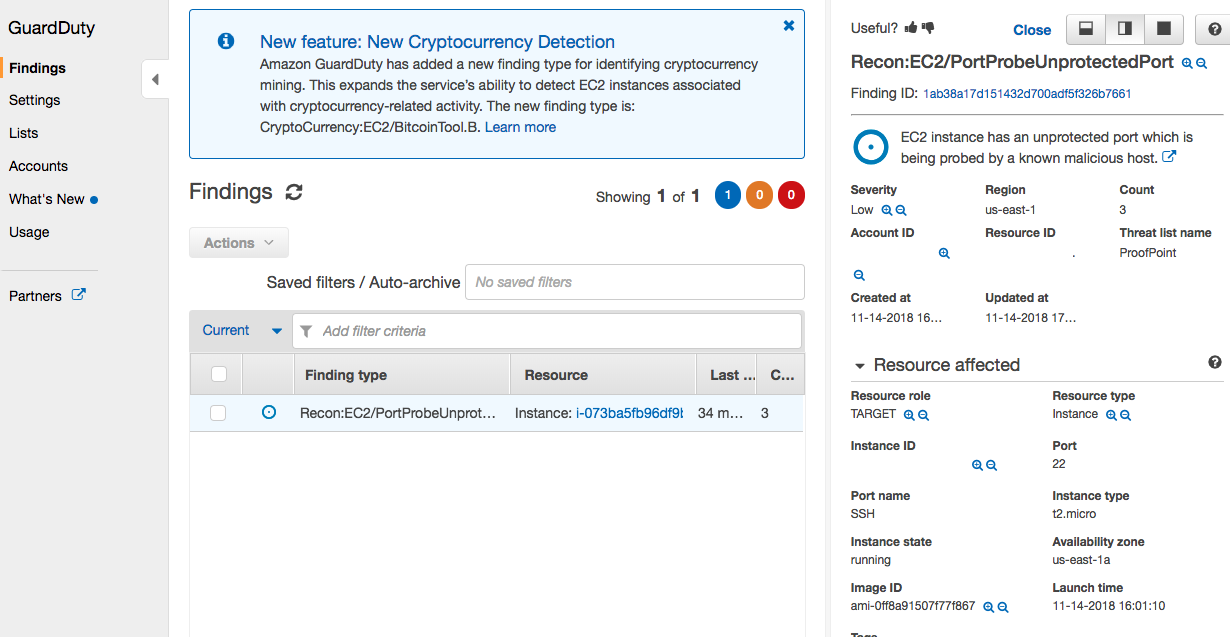 GuardDuty
Findings
Settings
Lists
Accounts
What's New
Usage
Partners
New feature: New Cryptocurrency Detection
Amazon GuardDuty has added a new finding type for identifying cryptocurrency
mining. This expands the service's ability to detect EC2 instances associated
with cryptocurrency-related activity. The new finding type is:
CryptoCurrency:EC2/BitcoinTool.B. Learn more
Findings
Showing 1 of 1 1 0 0
Actions
Saved filters / Auto-archive No saved filters
Current Add filter criteria
Finding type Resource Last ... C...
Recon:EC2/PortProbeUnprot... Instance: i-073ba5fb96df9 34 m... 3
Useful? Close
Recon:EC2/PortProbeUnprotectedPort
Finding ID: 1ab38a17d151432d700adf5f326b7661
EC2 instance has an unprotected port which is
being probed by a known malicious host.
Severity Region Count
Low us-east-1 3
Account ID Resource ID Threat list name
ProofPoint
Created at Updated at
11-14-2018 16... 11-14-2018 17...
Resource affected
Resource role Resource type
TARGET Instance
Instance ID Port
22
Port name Instance type
SSH t2.micro
Instance state Availability zone
running us-east-1a
Image ID Launch time
ami-0ff8a91507f77f867 11-14-2018 16:01:10